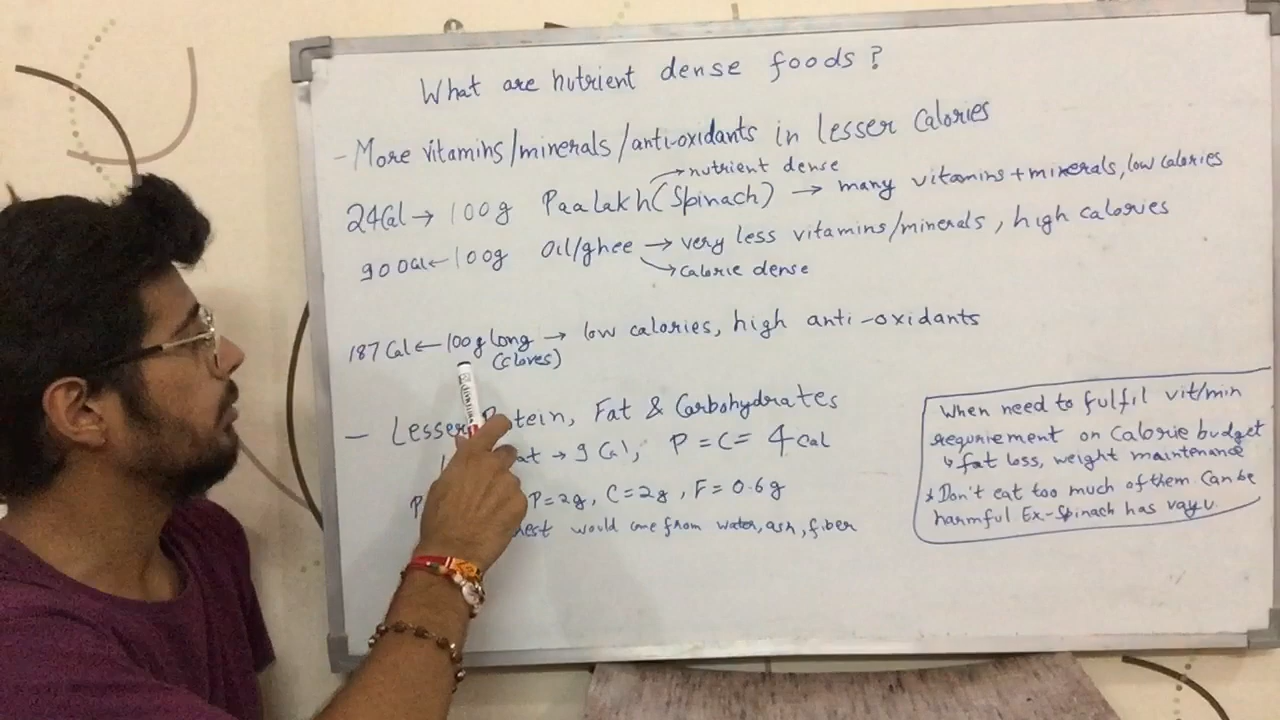 What are nutrient dense foods?
- More vitamins/minerals/anti-oxidants in lesser calories
→ nutrient dense
24Cal → 100g Paalakh (Spinach) → many vitamins + minerals, low calories
900Cal ← 100g Oil/ghee → very less vitamins/minerals, high calories
→ calorie dense
187 Cal ← 100g long → low calories, high anti-oxidants
(cloves)
- Lesser Protein, Fat & Carbohydrates
→ 9 Cal, P = C = 4 Cal
P=2g, C=2g, F=0.6g
rest would come from water, ash, fiber
When need to fulfil vit/min
requriement on calorie budget
↳ fat loss, weight maintenance
* Don't eat too much of them. Can be
harmful Ex-Spinach has vayu.